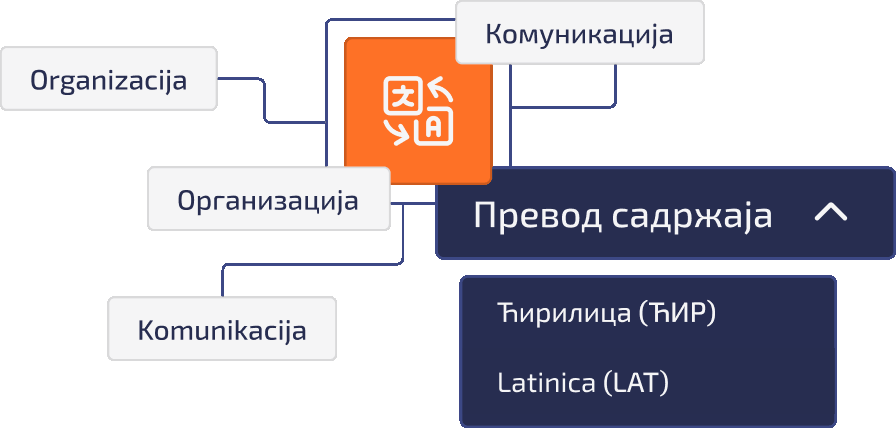 Комуникација
Organizacija
Организација
Превод садржаја
Komunikacija
Ћирилица (ЋИР)
Latinica (LAT)